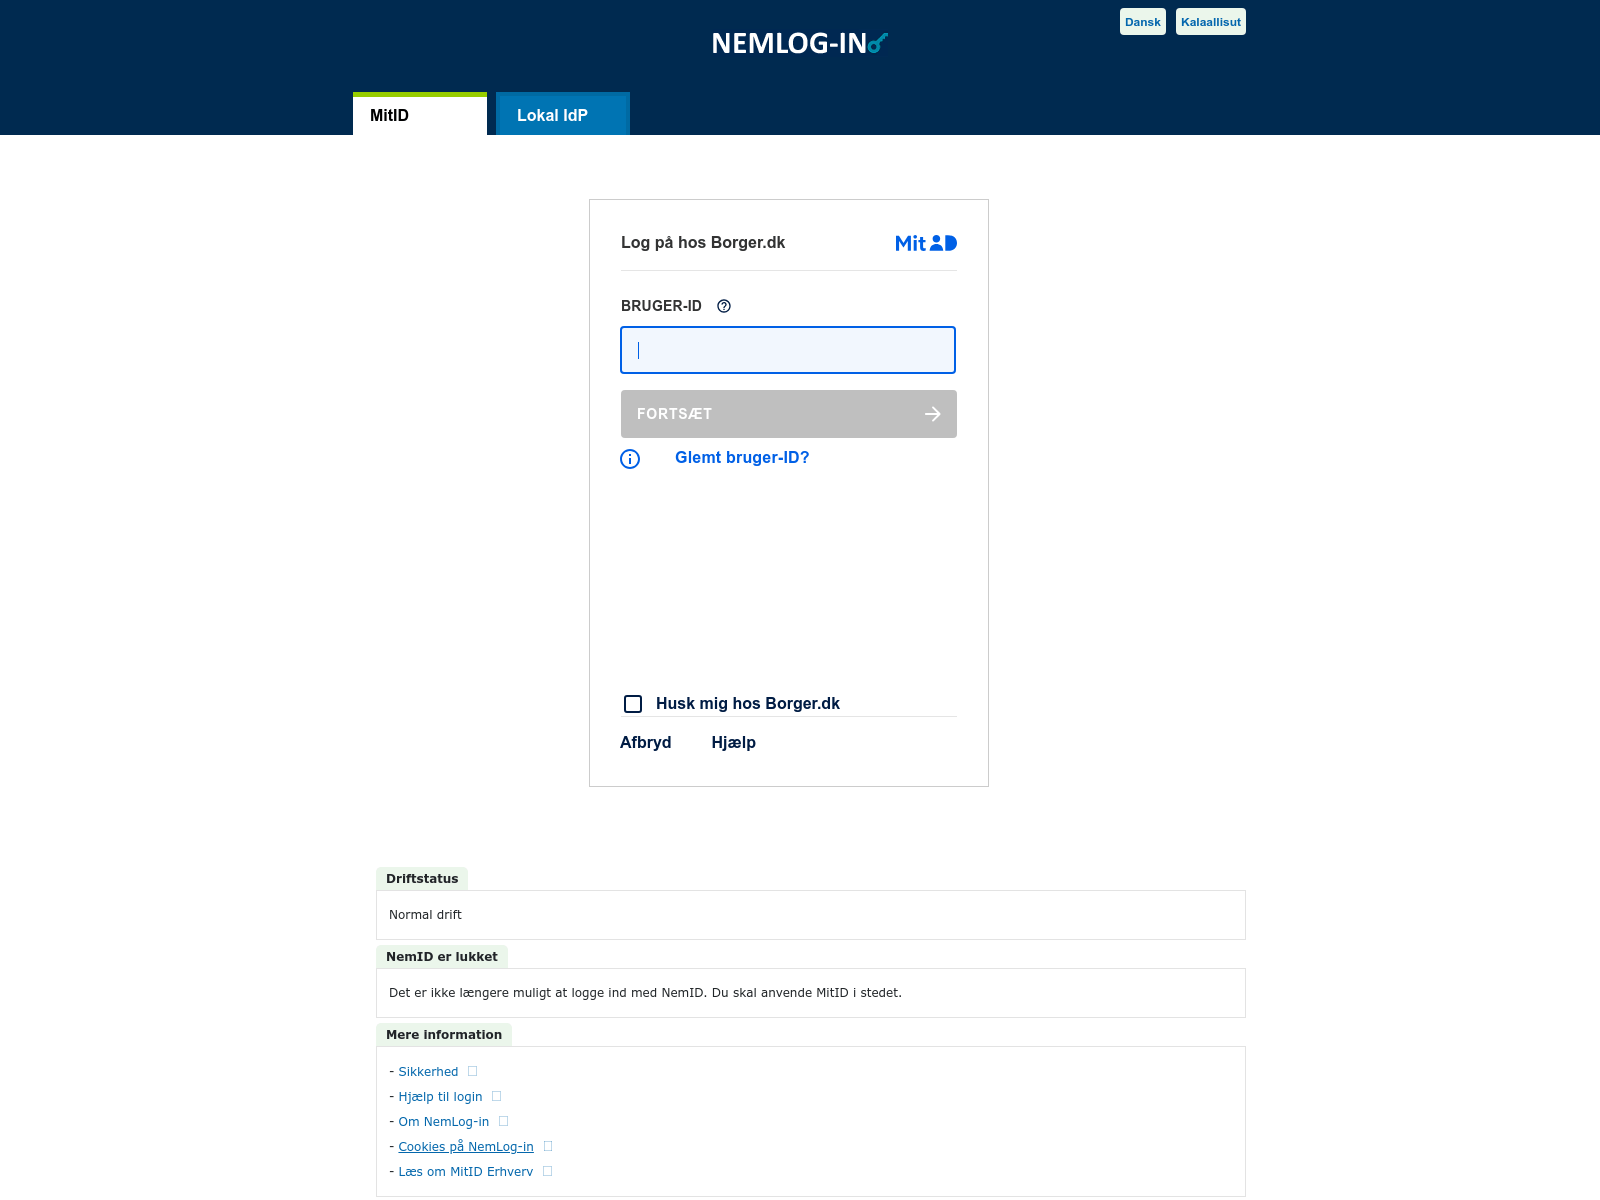 Dansk
Kalaallisut
NEMLOG-IN
MitID
Lokal IdP
Log på hos Borger.dk
Mit
BRUGER-ID
FORTSÆT
Glemt bruger-ID?
Husk mig hos Borger.dk
Afbryd
Hjælp
Driftstatus
Normal drift
NemID er lukket
Det er ikke længere muligt at logge ind med NemID. Du skal anvende MitID i stedet.
Mere information
- Sikkerhed
- Hjælp til login
- Om NemLog-in
- Cookies på NemLog-in
- Læs om MitID Erhverv